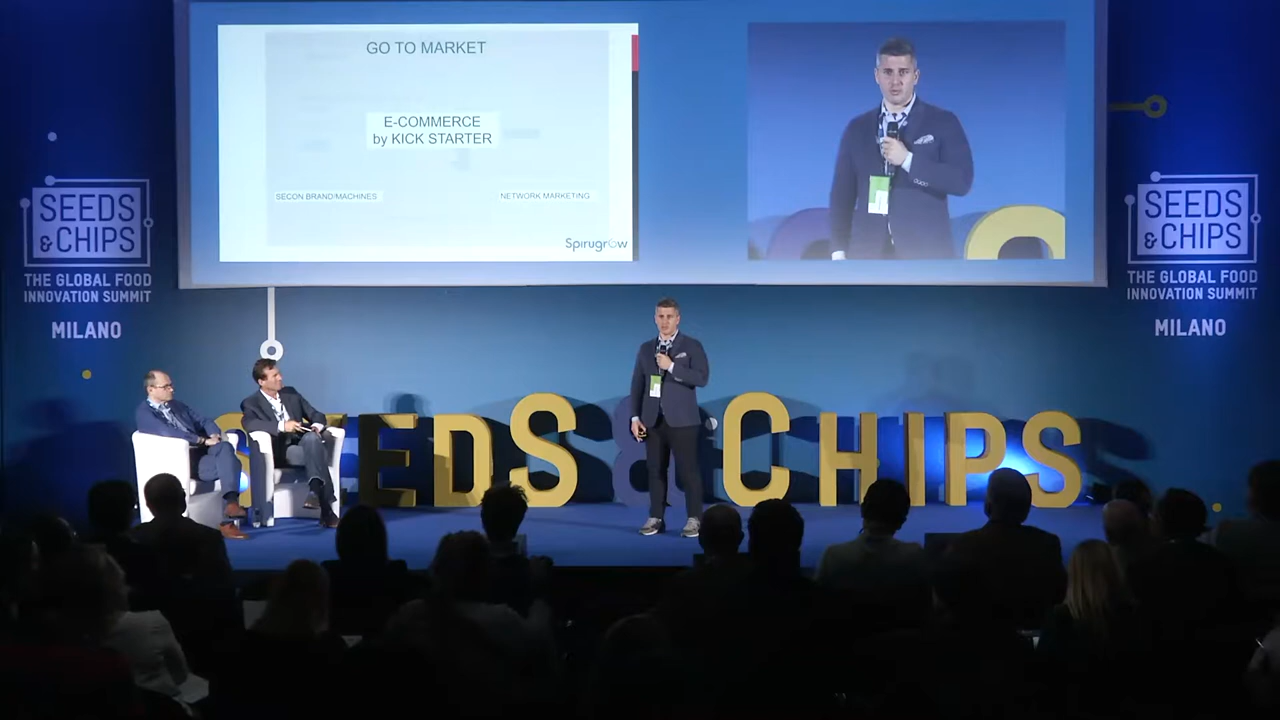 GO TO MARKET
E-COMMERCE
by KICK STARTER
SECON BRAND/MACHINES
NETWORK MARKETING
Spirugrow
SEEDS
& CHIPS
THE GLOBAL FOOD
INNOVATION SUMMIT
MILANO
SEEDS
& CHIPS
THE GLOBAL FOOD
INNOVATION SUMMIT
MILANO
SEEDS & CHIPS